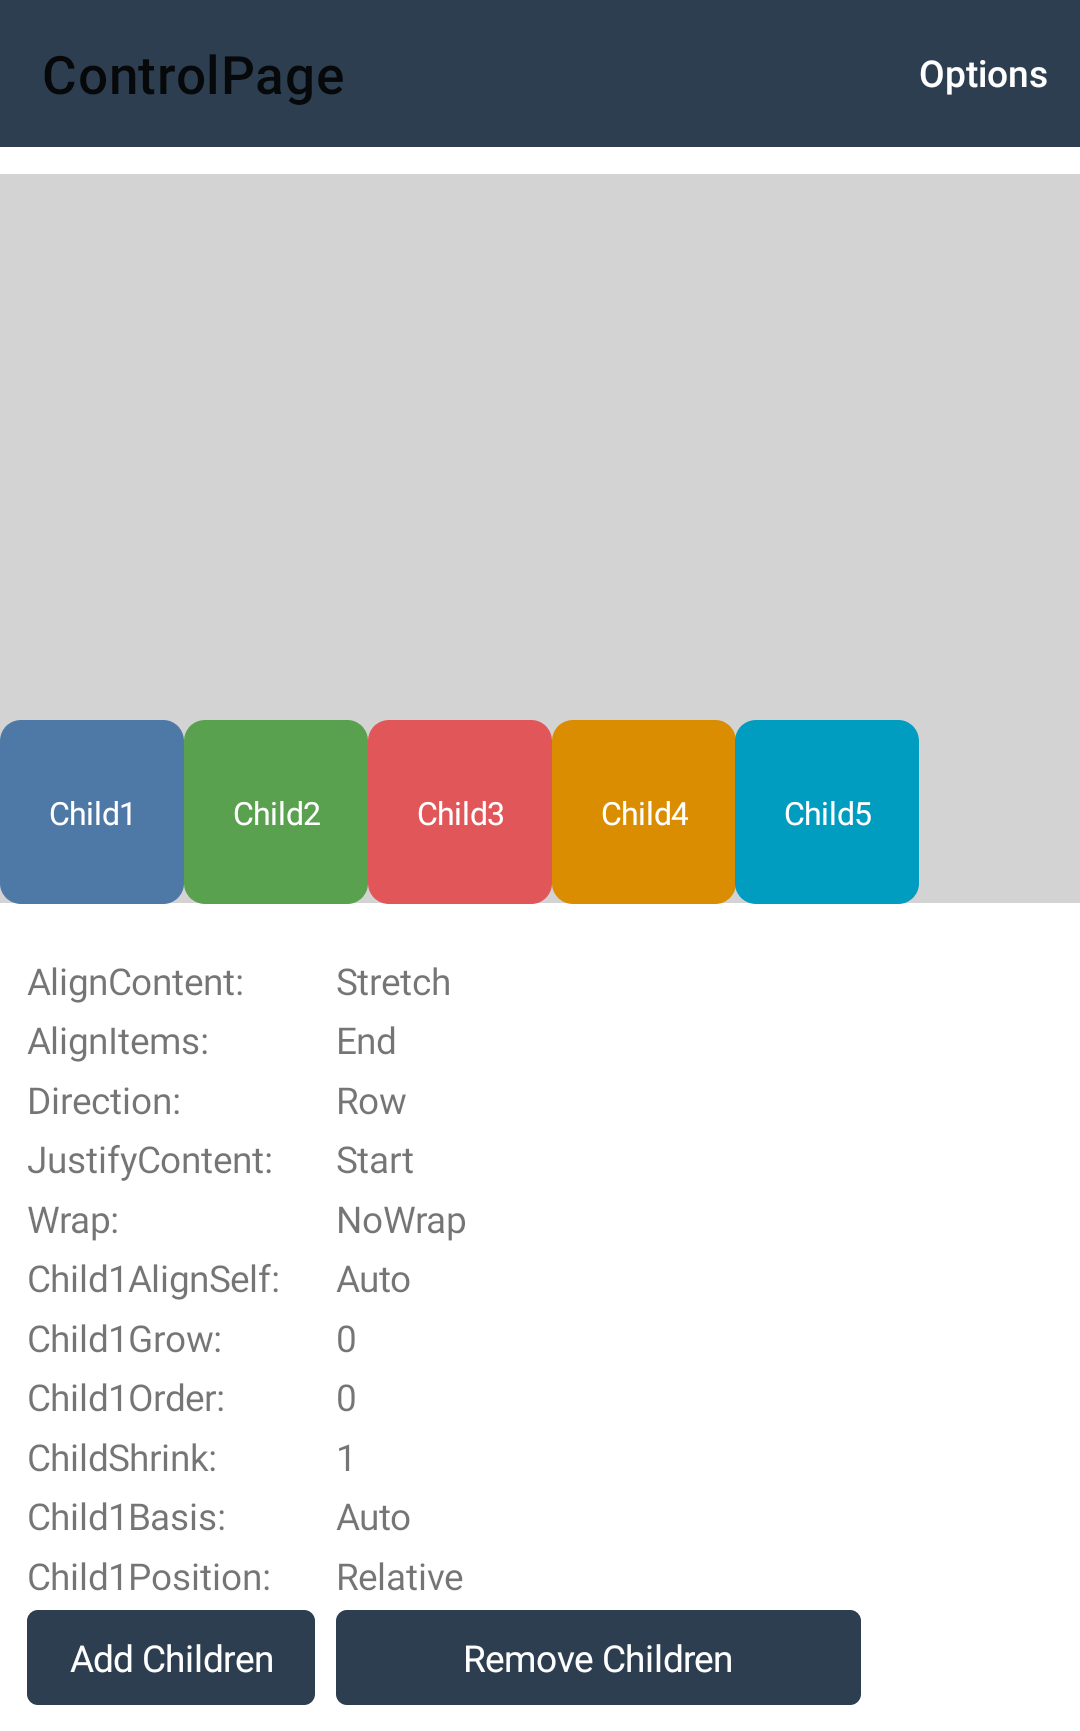 ControlPage Options
Child1 Child2 Child3 Child4 Child5
AlignContent: Stretch
AlignItems: End
Direction: Row
JustifyContent: Start
Wrap: NoWrap
Child1AlignSelf: Auto
Child1Grow: 0
Child1Order: 0
ChildShrink: 1
Child1Basis: Auto
Child1Position: Relative
Add Children Remove Children